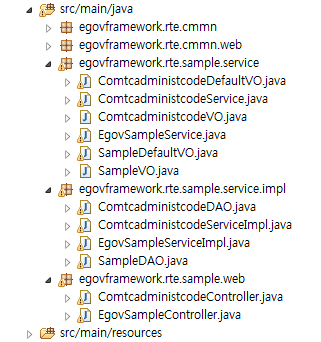 src/main/java
egovframework.rte.cmmn
egovframework.rte.cmmn.web
egovframework.rte.sample.service
ComtcadministcodeDefaultVO.java
ComtcadministcodeService.java
ComtcadministcodeVO.java
EgovSampleService.java
SampleDefaultVO.java
SampleVO.java
egovframework.rte.sample.service.impl
ComtcadministcodeDAO.java
ComtcadministcodeServiceImpl.java
EgovSampleServiceImpl.java
SampleDAO.java
egovframework.rte.sample.web
ComtcadministcodeController.java
EgovSampleController.java
src/main/resources